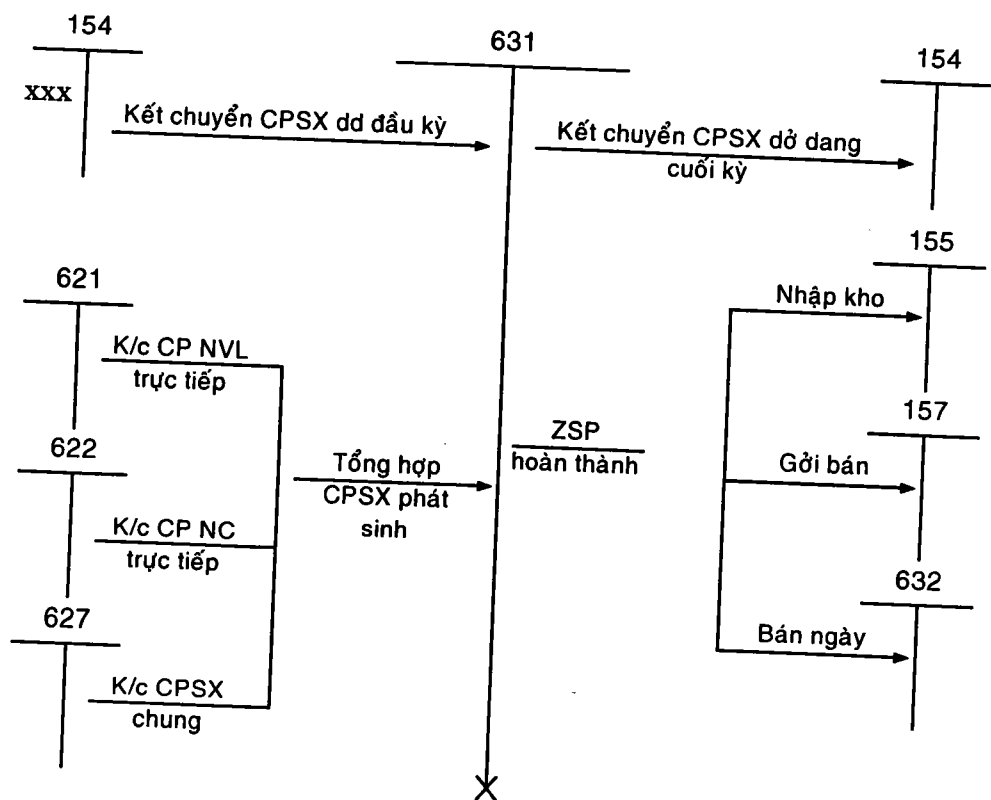 154
xxx
Kết chuyển CPSX dd đầu kỳ
631
Kết chuyển CPSX dở dang
cuối kỳ
154
621
K/c CP NVL
trực tiếp
622
K/c CP NC
trực tiếp
627
K/c CPSX
chung
Tổng hợp
CPSX phát
sinh
ZSP
hoàn thành
155
Nhập kho
157
Gởi bán
632
Bán ngày